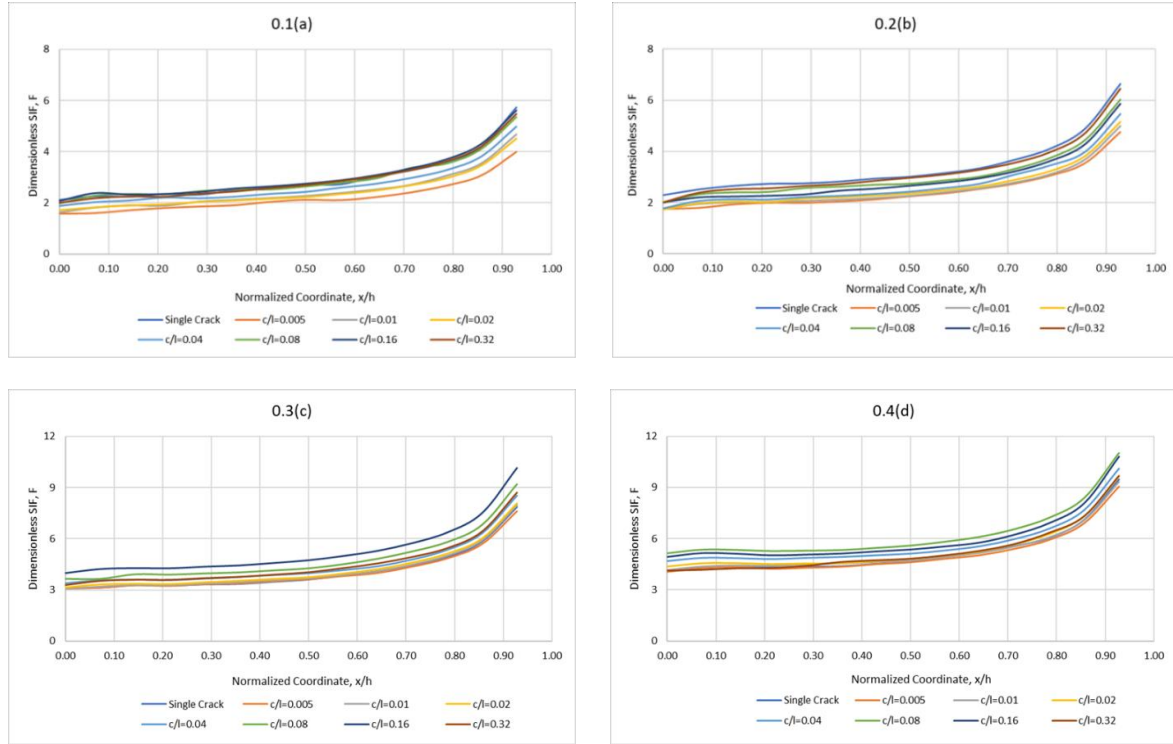 0.1(a)
8
6
4
2
0
Dimensionless SIF, F
0.00 0.10 0.20 0.30 0.40 0.50 0.60 0.70 0.80 0.90 1.00
Normalized Coordinate, x/h
Single Crack c/l=0.005 c/l=0.01 c/l=0.02
c/l=0.04 c/l=0.08 c/l=0.16 c/l=0.32
0.2(b)
8
6
4
2
0
Dimensionless SIF, F
0.00 0.10 0.20 0.30 0.40 0.50 0.60 0.70 0.80 0.90 1.00
Normalized Coordinate, x/h
Single Crack c/l=0.005 c/l=0.01 c/l=0.02
c/l=0.04 c/l=0.08 c/l=0.16 c/l=0.32
0.3(c)
12
9
6
3
0
Dimensionless SIF, F
0.00 0.10 0.20 0.30 0.40 0.50 0.60 0.70 0.80 0.90 1.00
Normalized Coordinate, x/h
Single Crack c/l=0.005 c/l=0.01 c/l=0.02
c/l=0.04 c/l=0.08 c/l=0.16 c/l=0.32
0.4(d)
12
9
6
3
0
Dimensionless SIF, F
0.00 0.10 0.20 0.30 0.40 0.50 0.60 0.70 0.80 0.90 1.00
Normalized Coordinate, x/h
Single Crack c/l=0.005 c/l=0.01 c/l=0.02
c/l=0.04 c/l=0.08 c/l=0.16 c/l=0.32